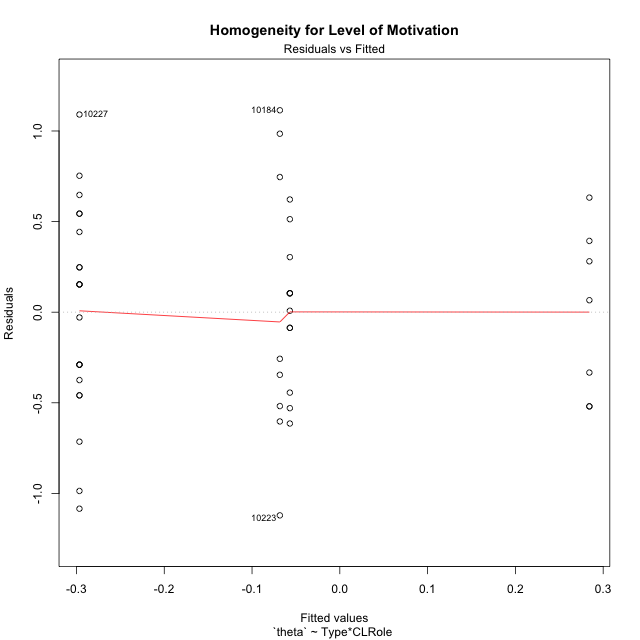 Homogeneity for Level of Motivation
Residuals vs Fitted
10227
10184
10223
1.0
0.5
0.0
-0.5
-1.0
Residuals
-0.3 -0.2 -0.1 0.0 0.1 0.2 0.3
Fitted values
`theta` ~ Type*CLRole